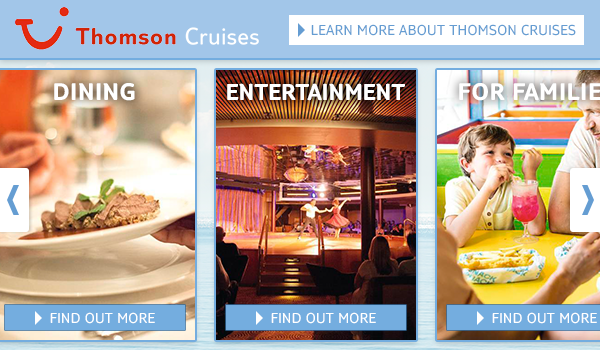 Thomson Cruises
LEARN MORE ABOUT THOMSON CRUISES
DINING
ENTERTAINMENT
FOR FAMILIE
FIND OUT MORE
FIND OUT MORE
FIND OUT MORE